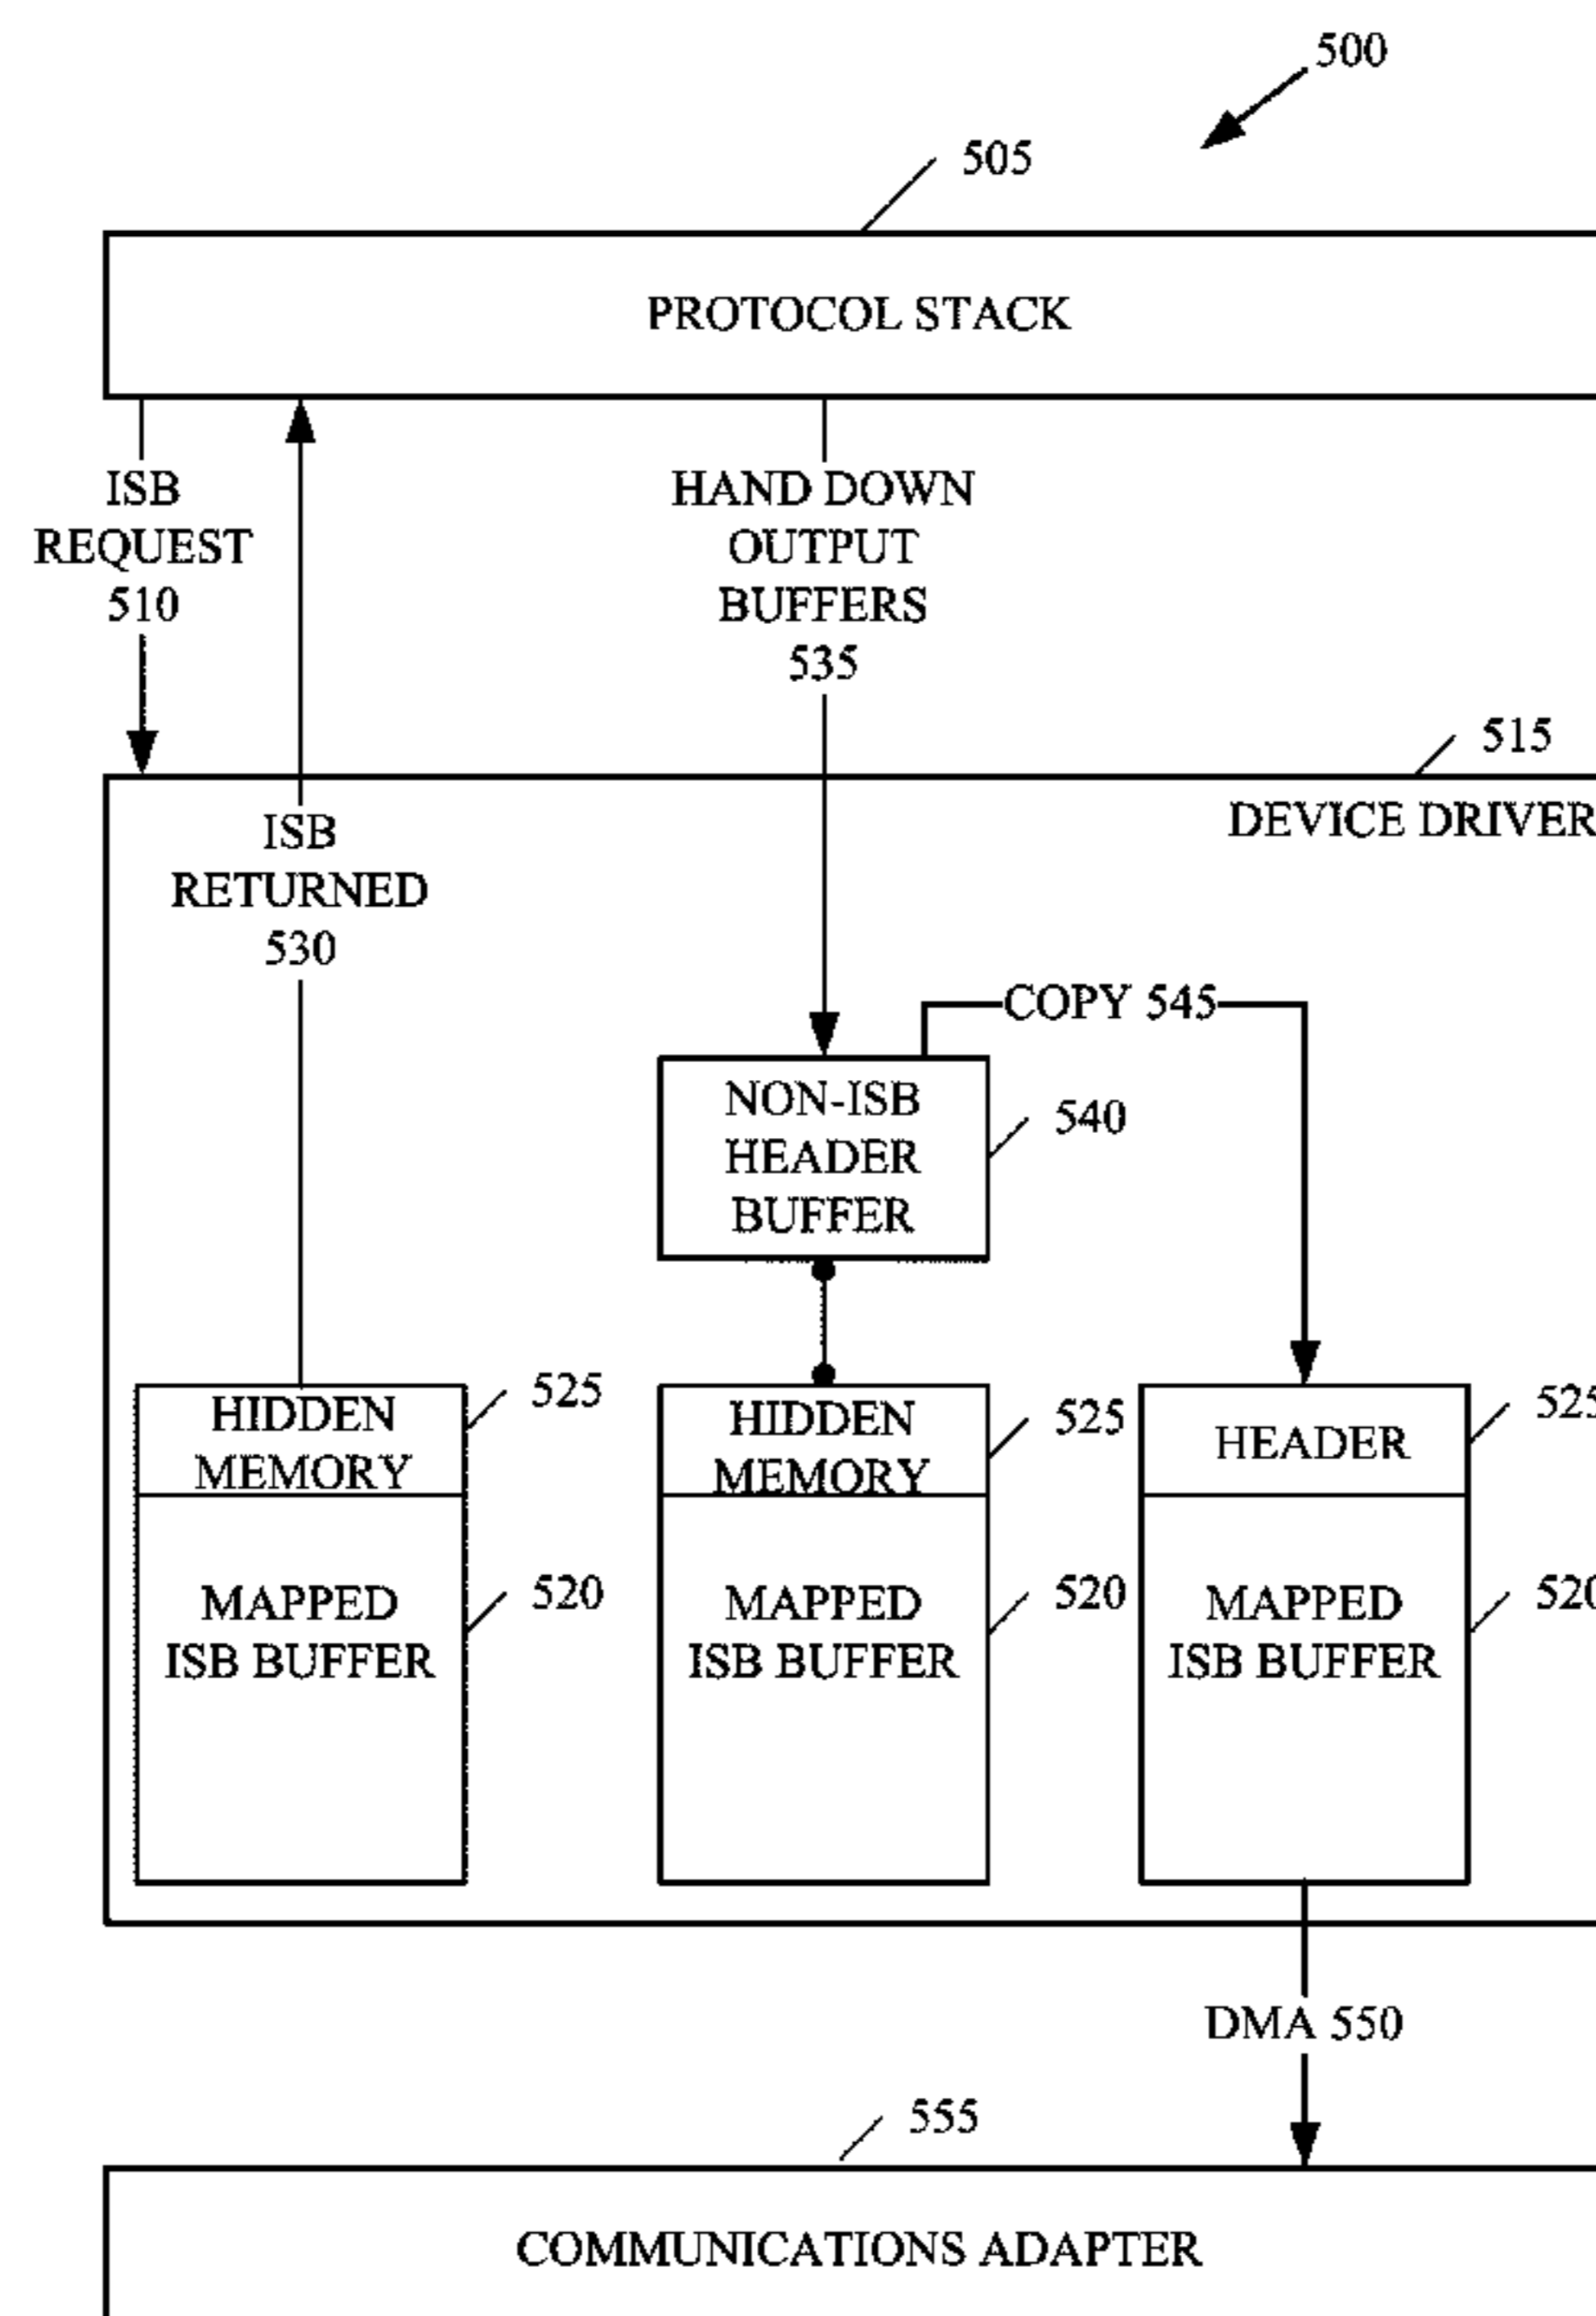 500
505
PROTOCOL STACK
ISB
REQUEST
510
HAND DOWN
OUTPUT
BUFFERS
535
515
DEVICE DRIVER
ISB
RETURNED
530
COPY 545
NON-ISB
HEADER
BUFFER
540
HIDDEN
MEMORY
525
HIDDEN
MEMORY
525
HEADER
525
MAPPED
ISB BUFFER
520
MAPPED
ISB BUFFER
520
MAPPED
ISB BUFFER
520
DMA 550
555
COMMUNICATIONS ADAPTER